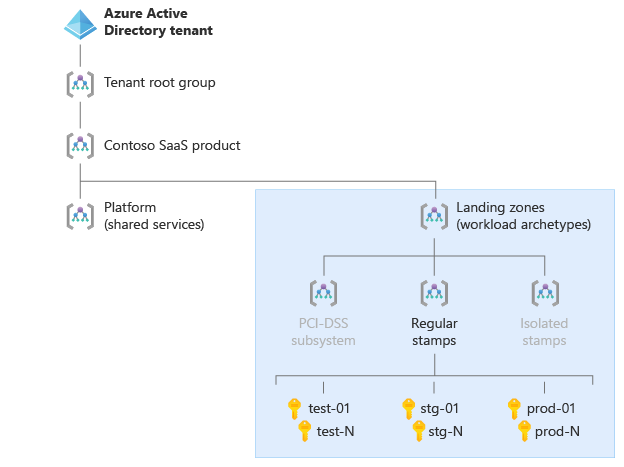 Azure Active
Directory tenant
Tenant root group
Contoso SaaS product
Platform
(shared services)
Landing zones
(workload archetypes)
PCI-DSS
subsystem
Regular
stamps
Isolated
stamps
test-01
test-N
stg-01
stg-N
prod-01
prod-N